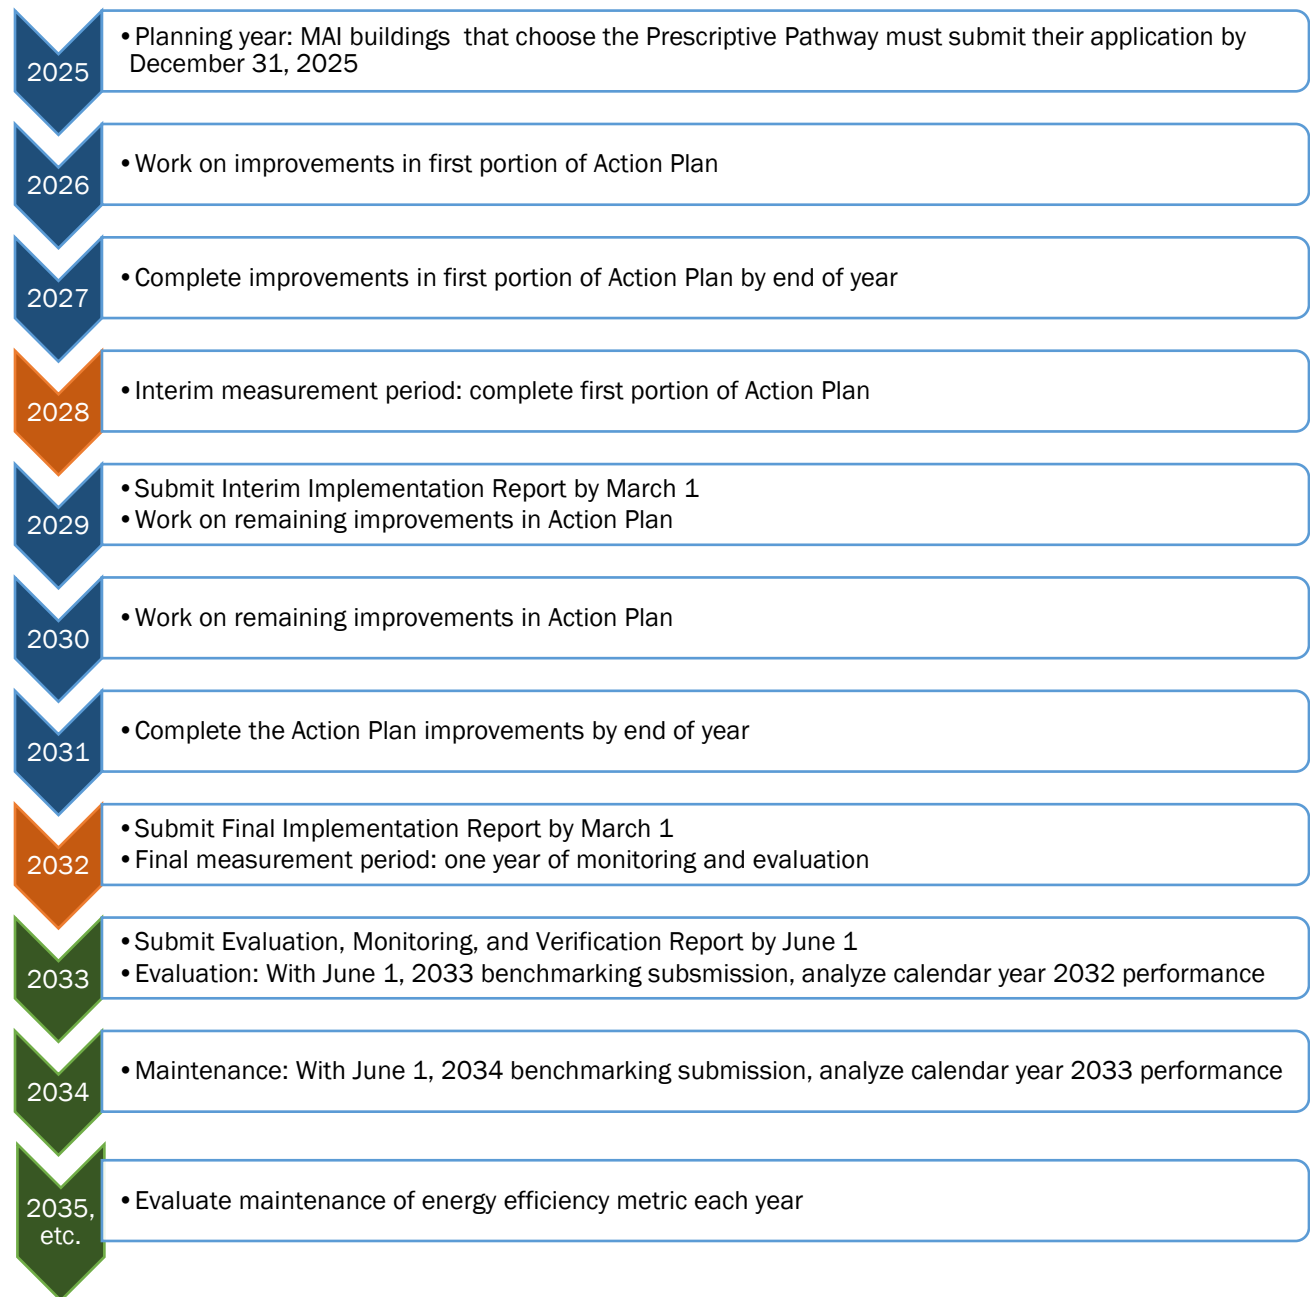 2025
•Planning year: MAI buildings  that choose the Prescriptive Pathway must submit their application by
December 31, 2025
2026
•Work on improvements in first portion of Action Plan
2027
•Complete improvements in first portion of Action Plan by end of year
2028
•Interim measurement period: complete first portion of Action Plan
2029
•Submit Interim Implementation Report by March 1
•Work on remaining improvements in Action Plan
2030
•Work on remaining improvements in Action Plan
2031
•Complete the Action Plan improvements by end of year
2032
•Submit Final Implementation Report by March 1
•Final measurement period: one year of monitoring and evaluation
2033
•Submit Evaluation, Monitoring, and Verification Report by June 1
•Evaluation: With June 1, 2033 benchmarking subsmission, analyze calendar year 2032 performance
2034
•Maintenance: With June 1, 2034 benchmarking submission, analyze calendar year 2033 performance
2035,
etc.
•Evaluate maintenance of energy efficiency metric each year